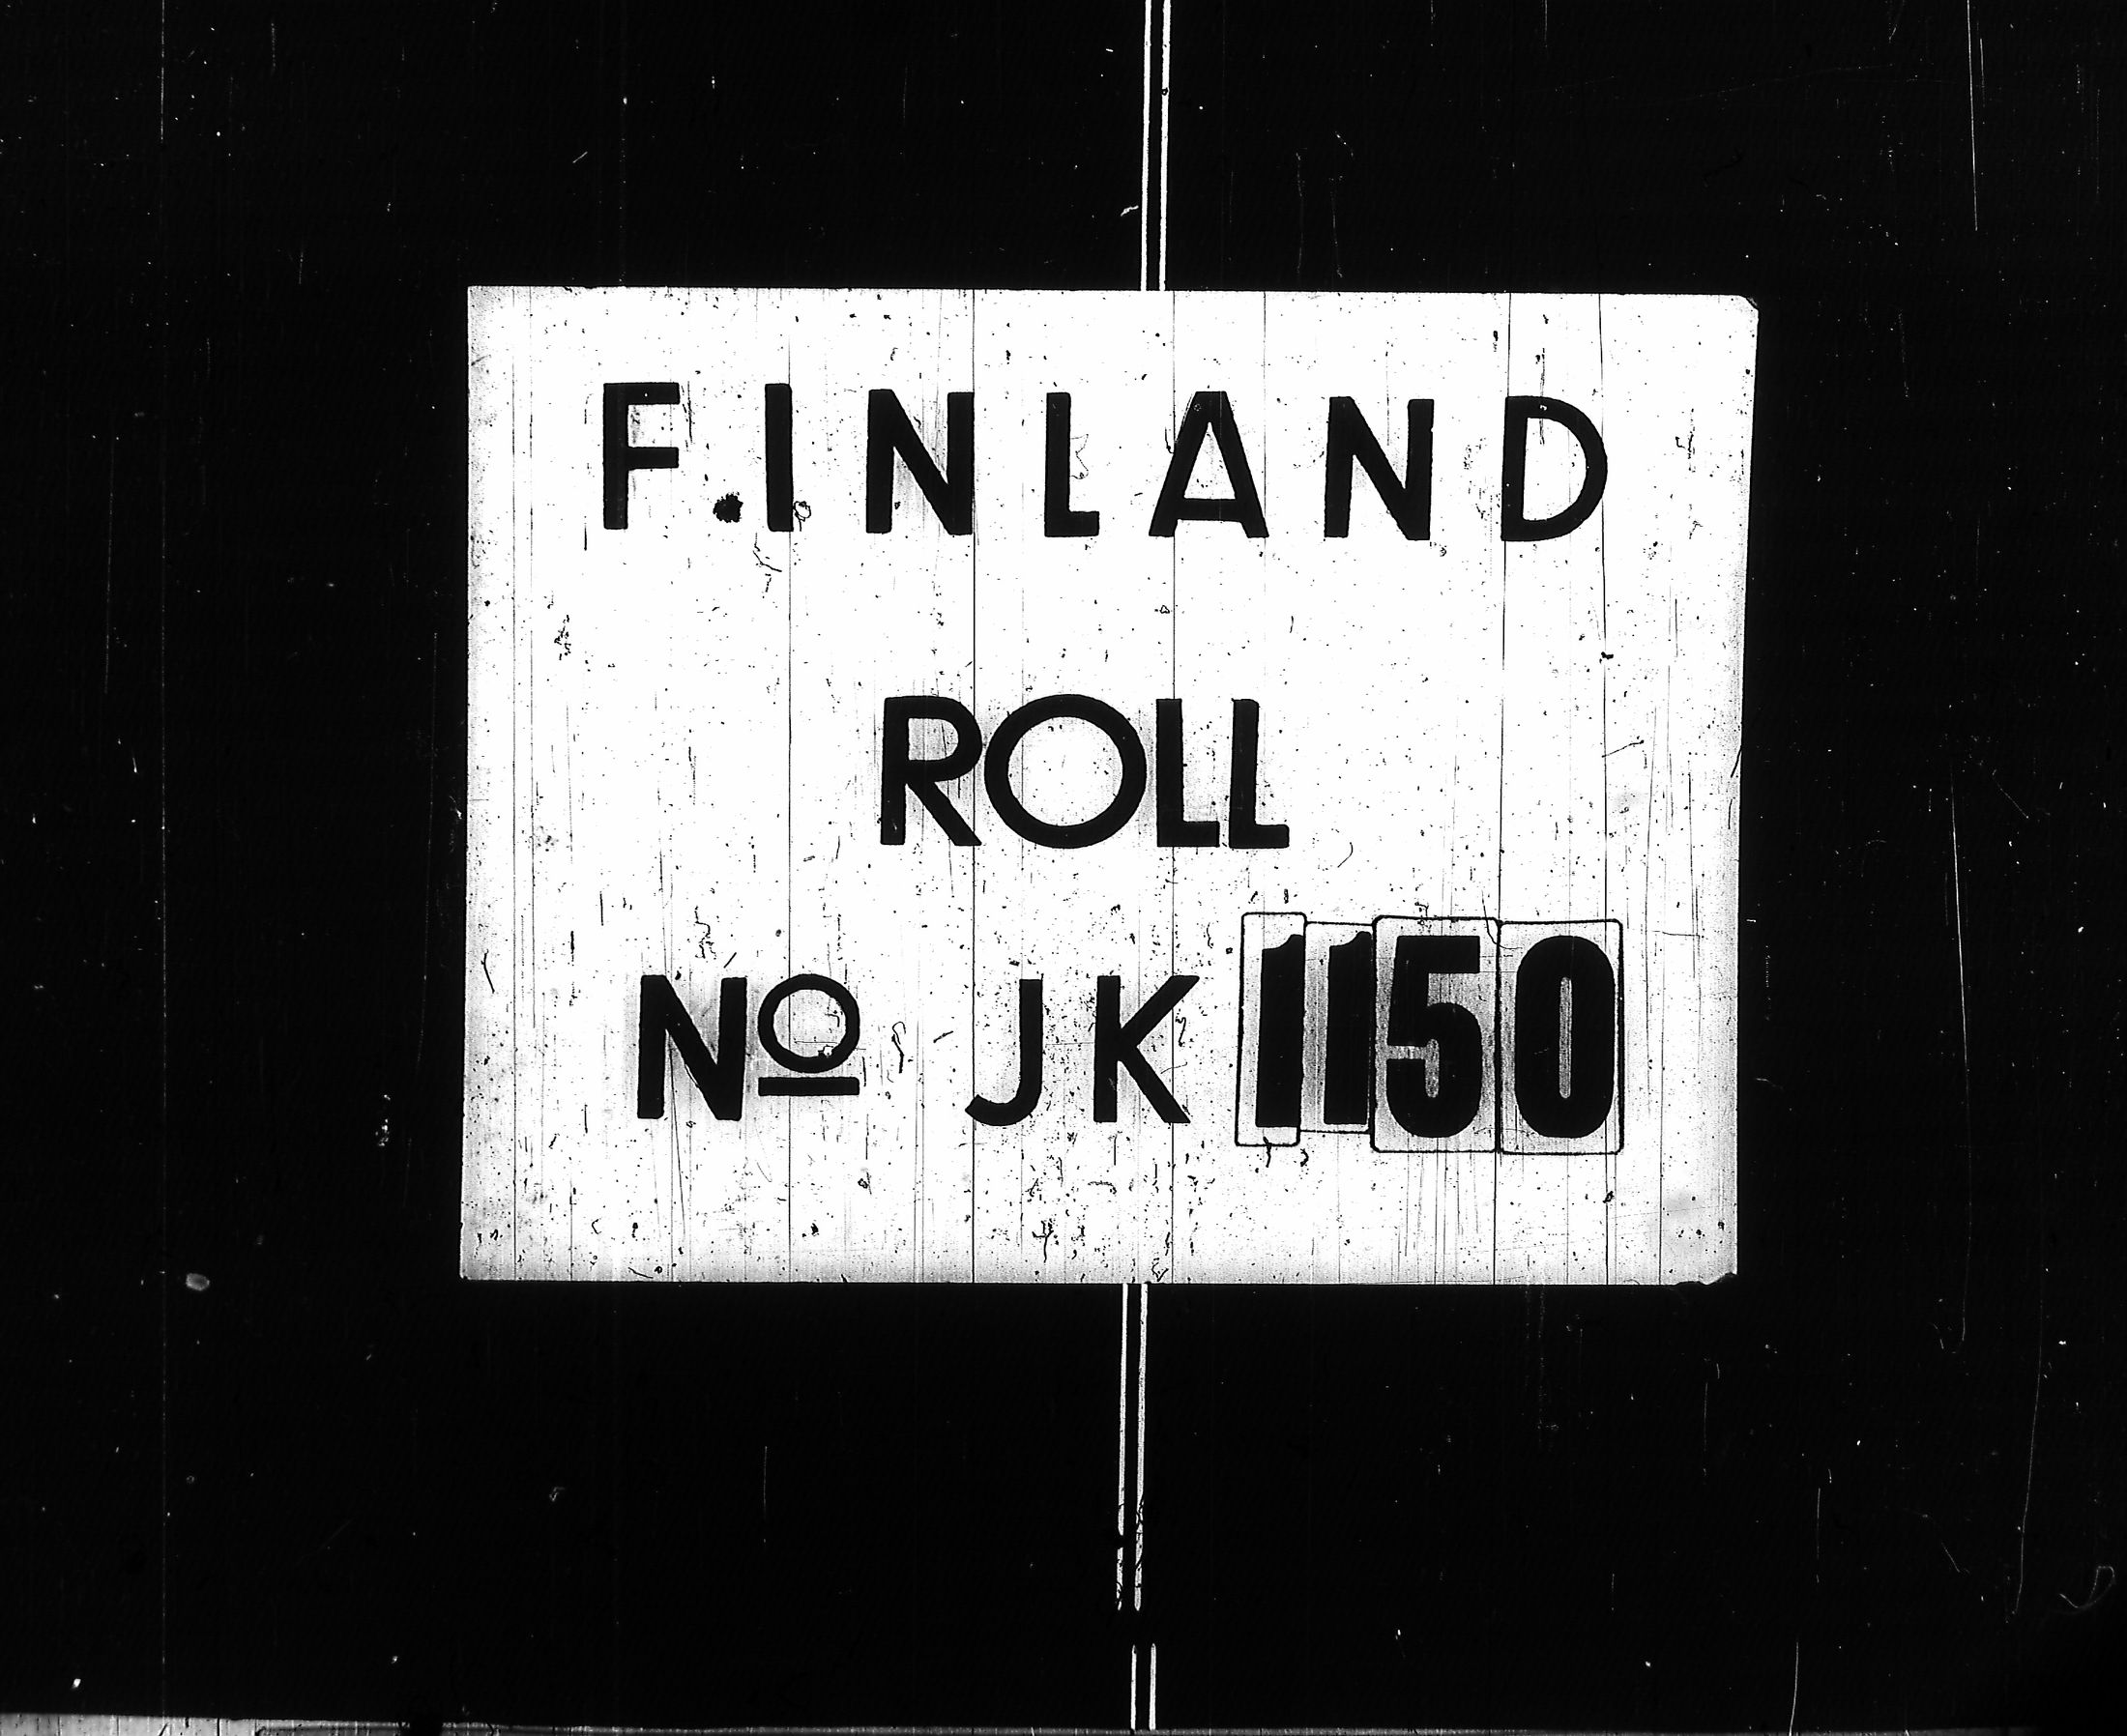 FINLAND
ROLL
Nº JK 1150